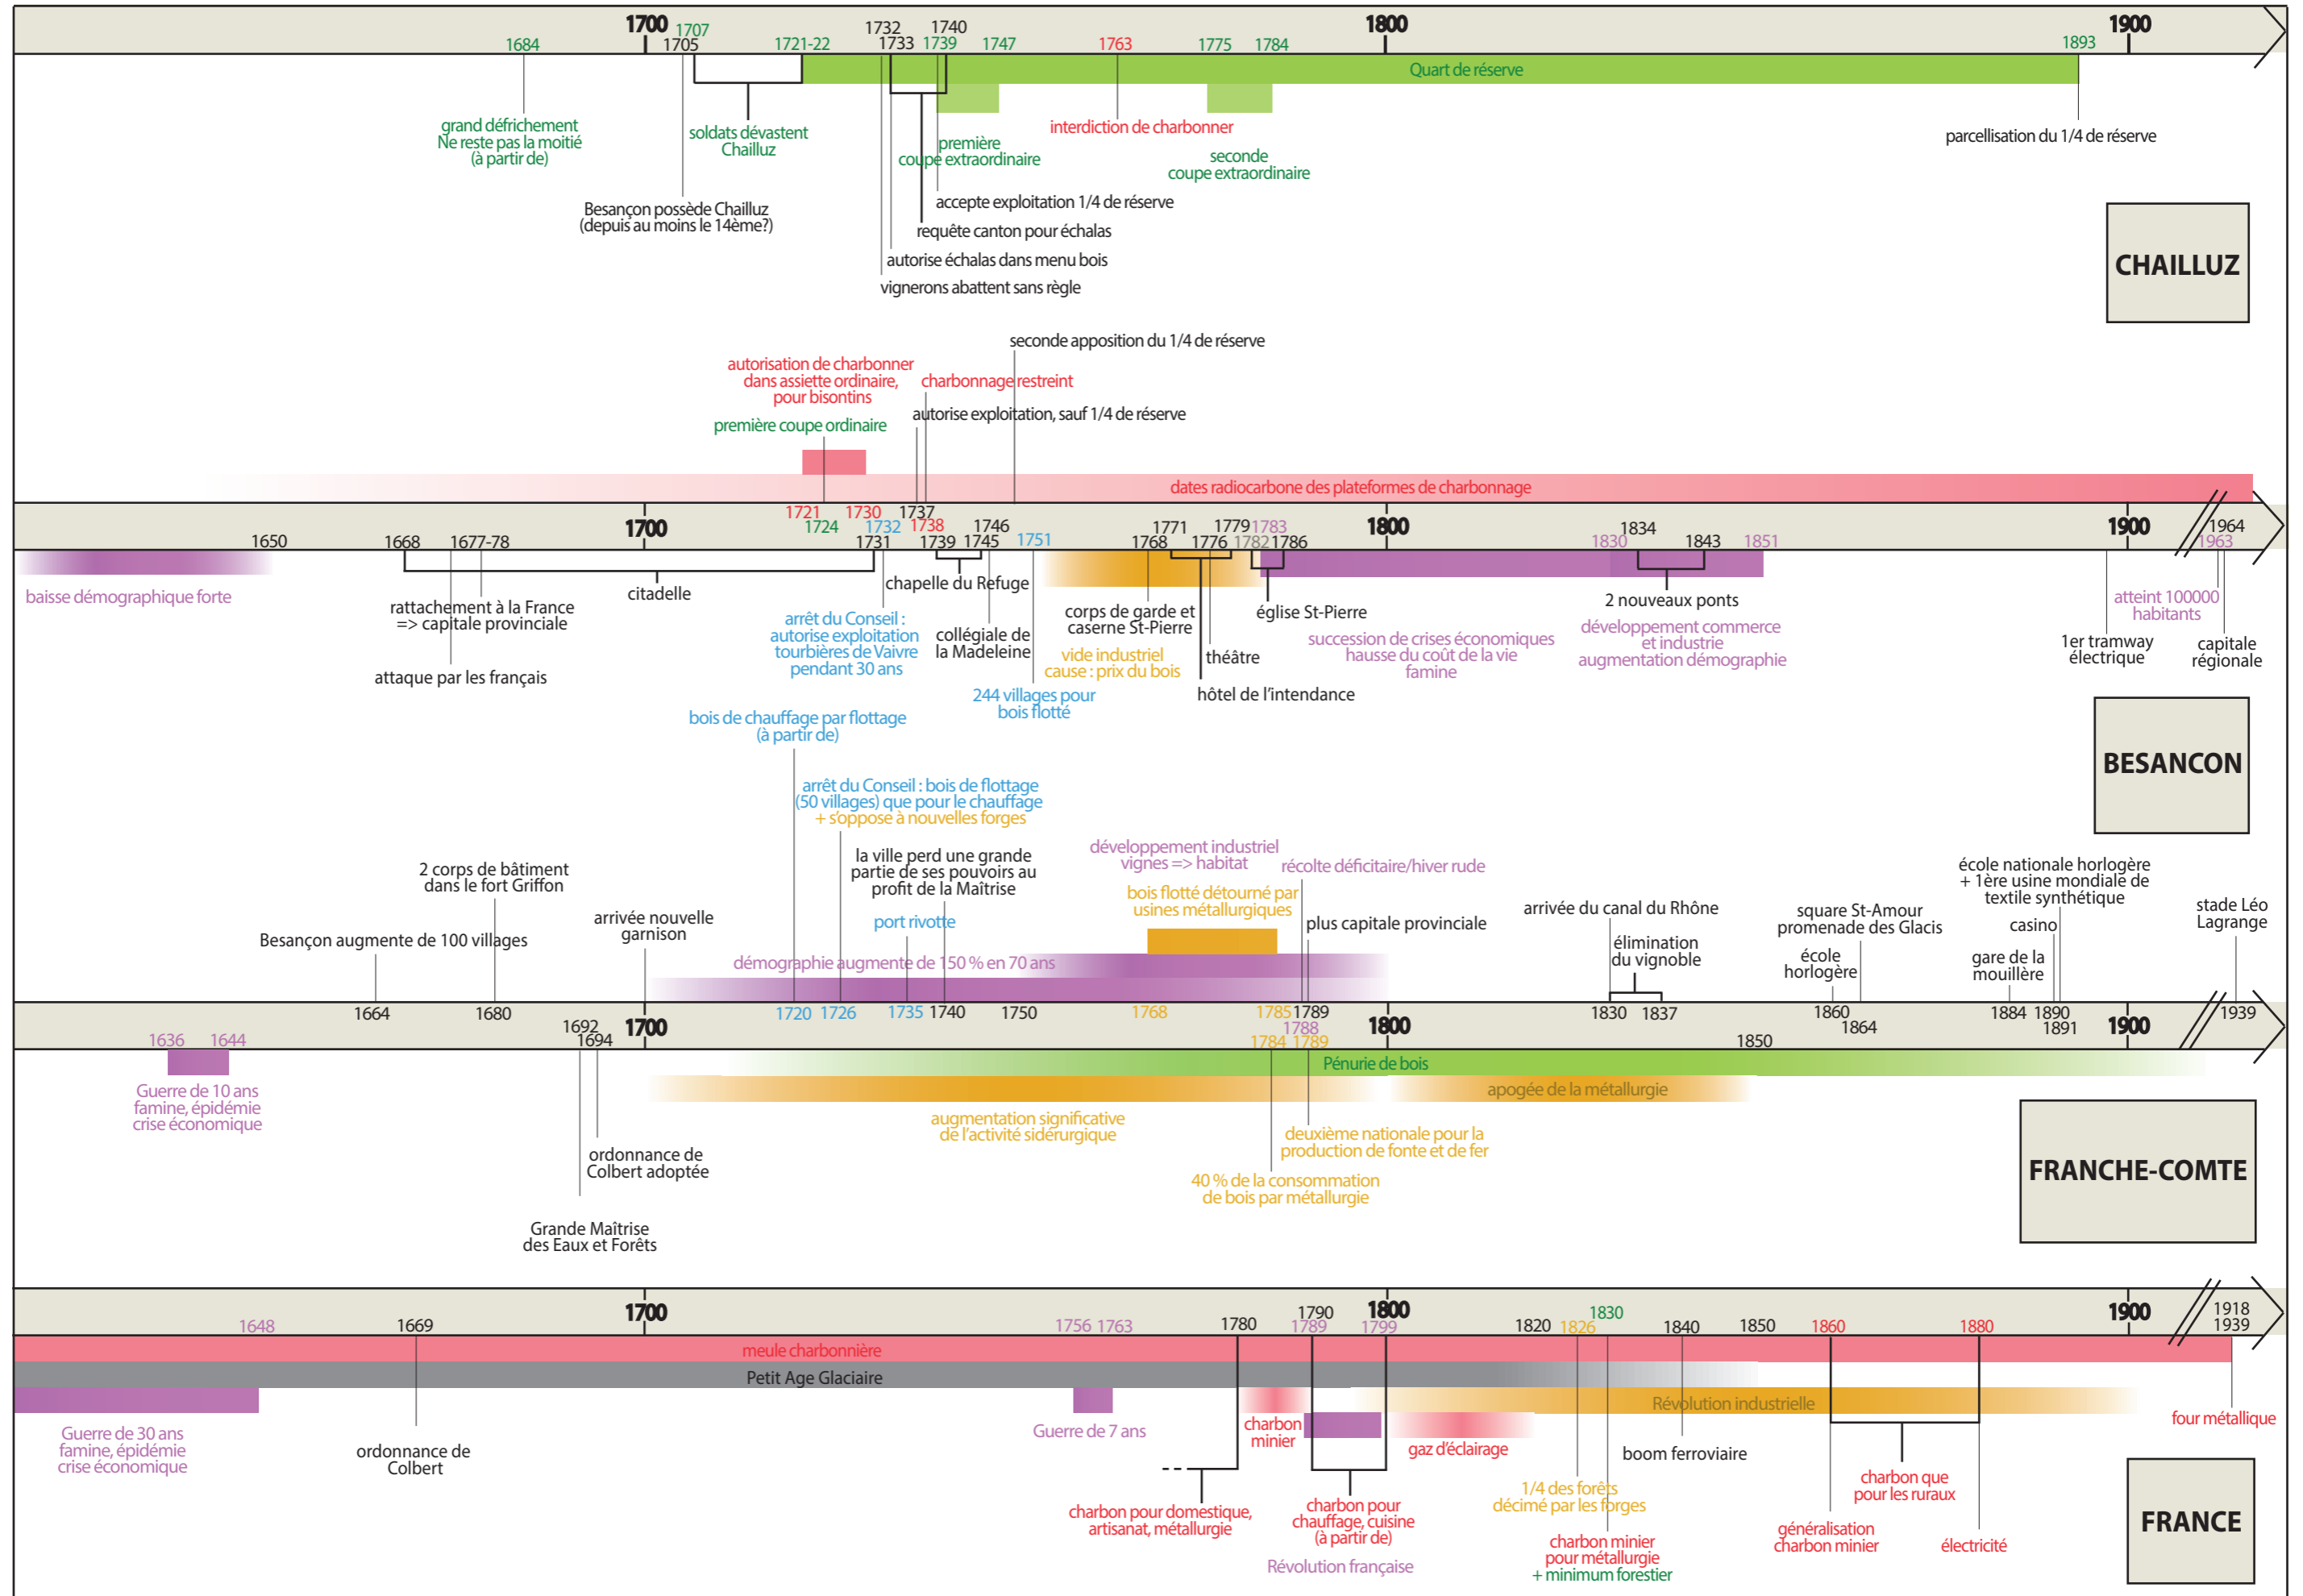 1700
1800
1900
1684
1707
1705
1721-22
1732
1733
1740
1739
1747
1763
1775
1784
1893
Quart de réserve
grand défrichement
Ne reste pas la moitié
(à partir de)
soldats dévastent
Chailluz
première
coupe extraordinaire
interdiction de charbonner
seconde
coupe extraordinaire
parcellisation du 1/4 de réserve
Besançon possède Chailluz
(depuis au moins le 14ème?)
accepte exploitation 1/4 de réserve
requête canton pour échalas
autorise échalas dans menu bois
vignerons abattent sans règle
CHAILLUZ
seconde apposition du 1/4 de réserve
autorisation de charbonner
dans assiette ordinaire,
pour bisontins
charbonnage restreint
autorise exploitation, sauf 1/4 de réserve
première coupe ordinaire
dates radiocarbone des plateformes de charbonnage
1650
1668
1677-78
1700
1721
1724
1730
1732
1731
1737
1738
1739
1746
1745
1751
1771
1768
1779
1776
1783
1782
1786
1800
1830
1834
1843
1851
1900
1964
1963
baisse démographique forte
rattachement à la France
=> capitale provinciale
attaque par les français
citadelle
chapelle du Refuge
arrêt du Conseil :
autorise exploitation
tourbières de Vaivre
pendant 30 ans
collégiale de
la Madeleine
244 villages pour
bois flotté
corps de garde et
caserne St-Pierre
vide industriel
cause : prix du bois
théâtre
hôtel de l'intendance
église St-Pierre
succession de crises économiques
hausse du coût de la vie
famine
2 nouveaux ponts
développement commerce
et industrie
augmentation démographie
1er tramway
électrique
atteint 100000
habitants
capitale
régionale
BESANCON
bois de chauffage par flottage
(à partir de)
arrêt du Conseil : bois de flottage
(50 villages) que pour le chauffage
+ s'oppose à nouvelles forges
2 corps de bâtiment
dans le fort Griffon
Besançon augmente de 100 villages
arrivée nouvelle
garnison
la ville perd une grande
partie de ses pouvoirs au
profit de la Maîtrise
port rivotte
démographie augmente de 150 % en 70 ans
développement industriel
vignes => habitat
bois flotté détourné par
usines métallurgiques
récolte déficitaire/hiver rude
plus capitale provinciale
arrivée du canal du Rhône
élimination
du vignoble
square St-Amour
promenade des Glacis
école
horlogère
école nationale horlogère
+ 1ère usine mondiale de
textile synthétique
casino
gare de la
mouillère
stade Léo
Lagrange
1664
1680
1720
1726
1735
1740
1750
1768
1785
1789
1788
1830
1837
1860
1864
1884
1890
1891
1939
1636
1644
1692
1694
1700
1784
1789
1800
1850
1900
Pénurie de bois
apogée de la métallurgie
Guerre de 10 ans
famine, épidémie
crise économique
augmentation significative
de l'activité sidérurgique
deuxième nationale pour la
production de fonte et de fer
ordonnance de
Colbert adoptée
40 % de la consommation
de bois par métallurgie
Grande Maîtrise
des Eaux et Forêts
FRANCHE-COMTE
1648
1669
1700
1756
1763
1780
1790
1789
1800
1799
1820
1826
1830
1840
1850
1860
1880
1900
1918
1939
meule charbonnière
Petit Age Glaciaire
Révolution industrielle
Guerre de 30 ans
famine, épidémie
crise économique
ordonnance de
Colbert
Guerre de 7 ans
charbon
minier
gaz d'éclairage
boom ferroviaire
four métallique
charbon pour domestique,
artisanat, métallurgie
charbon pour
chauffage, cuisine
(à partir de)
Révolution française
1/4 des forêts
décimé par les forges
charbon minier
pour métallurgie
+ minimum forestier
charbon que
pour les ruraux
généralisation
charbon minier
électricité
FRANCE